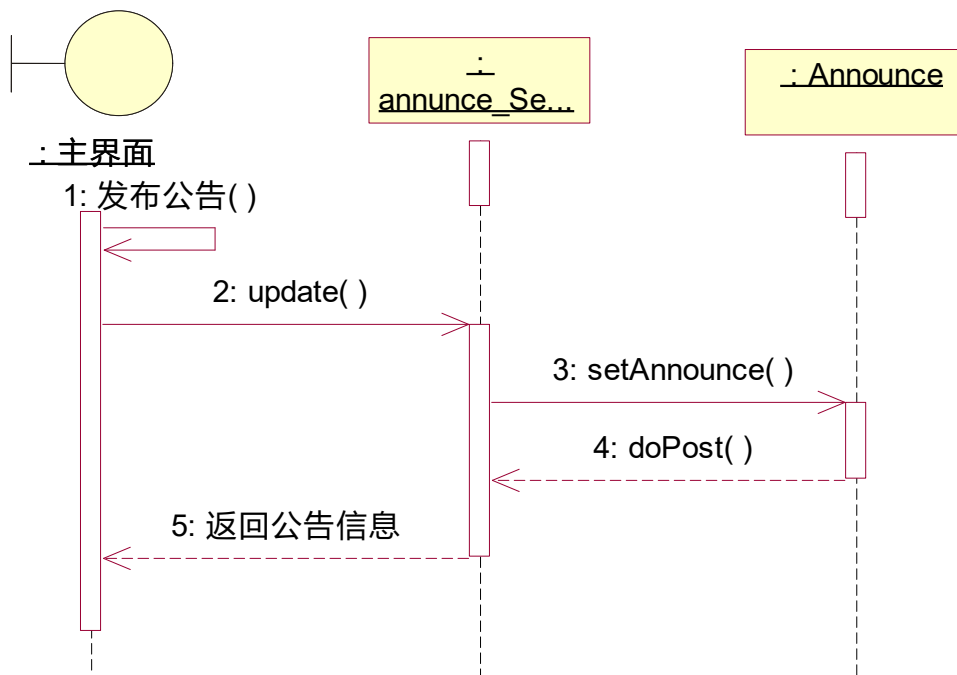 :
annunce_Se...
: Announce
: 主界面
1: 发布公告( )
2: update( )
3: setAnnounce( )
4: doPost( )
5: 返回公告信息